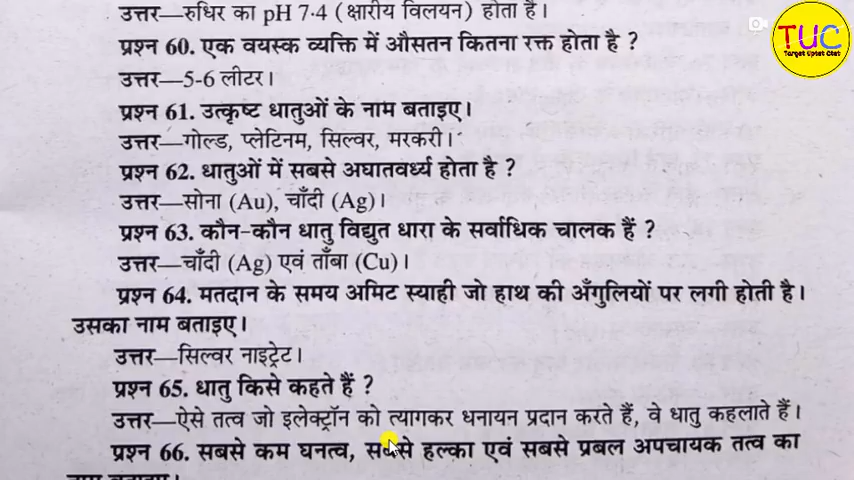 उत्तर—रुधिर का pH 7·4 (क्षारीय विलयन) होता है।
प्रश्न 60. एक वयस्क व्यक्ति में औसतन कितना रक्त होता है ?
उत्तर—5-6 लीटर।
प्रश्न 61. उत्कृष्ट धातुओं के नाम बताइए।
उत्तर—गोल्ड, प्लेटिनम, सिल्वर, मरकरी।
प्रश्न 62. धातुओं में सबसे अघातवर्ध्य होता है ?
उत्तर—सोना (Au), चाँदी (Ag)।
प्रश्न 63. कौन-कौन धातु विद्युत धारा के सर्वाधिक चालक हैं ?
उत्तर—चाँदी (Ag) एवं ताँबा (Cu)।
प्रश्न 64. मतदान के समय अमिट स्याही जो हाथ की अँगुलियों पर लगी होती है।
उसका नाम बताइए।
उत्तर—सिल्वर नाइट्रेट।
प्रश्न 65. धातु किसे कहते हैं ?
उत्तर—ऐसे तत्व जो इलेक्ट्रॉन को त्यागकर धनायन प्रदान करते हैं, वे धातु कहलाते हैं।
प्रश्न 66. सबसे कम घनत्व, सबसे हल्का एवं सबसे प्रबल अपचायक तत्व का
TUC
Target Uptet Ctet